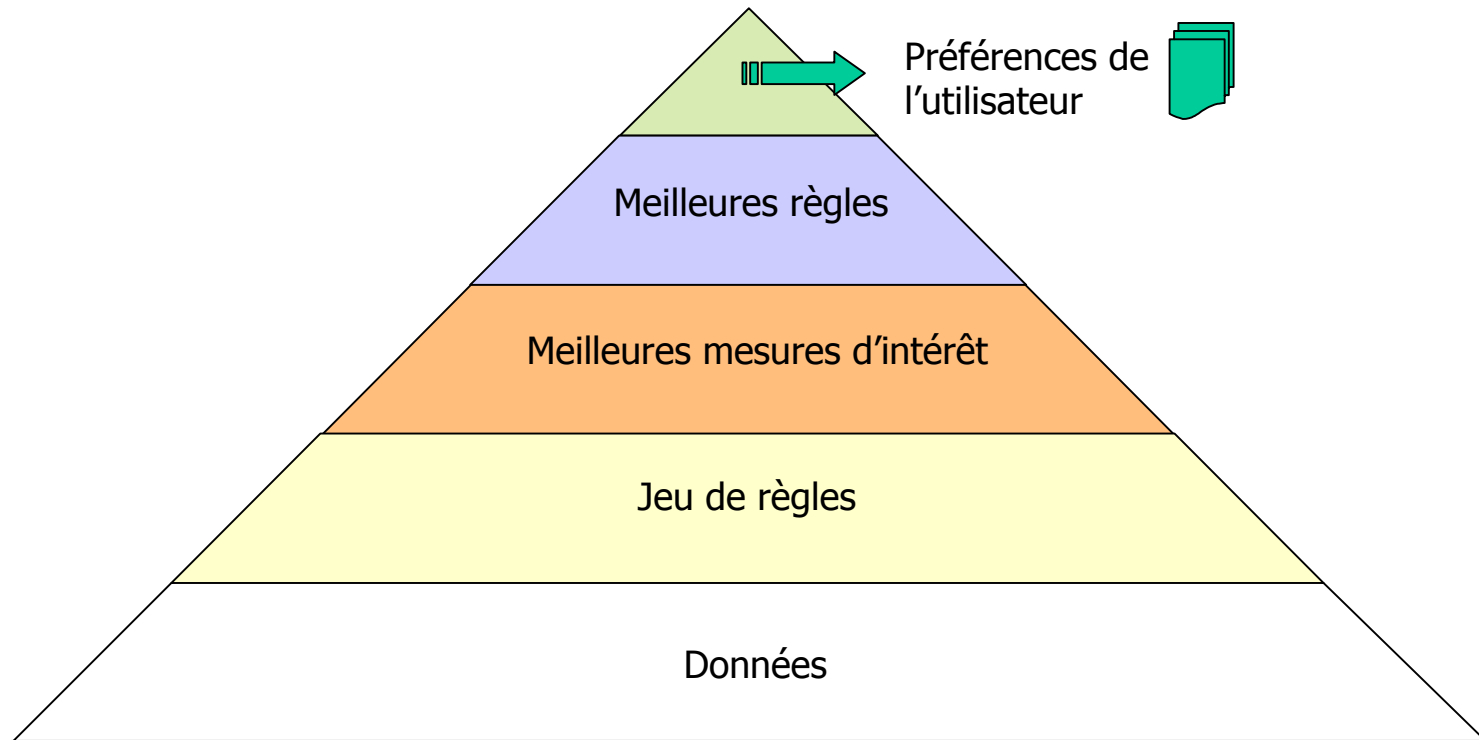 Préférences de
l’utilisateur
Meilleures règles
Meilleures mesures d’intérêt
Jeu de règles
Données